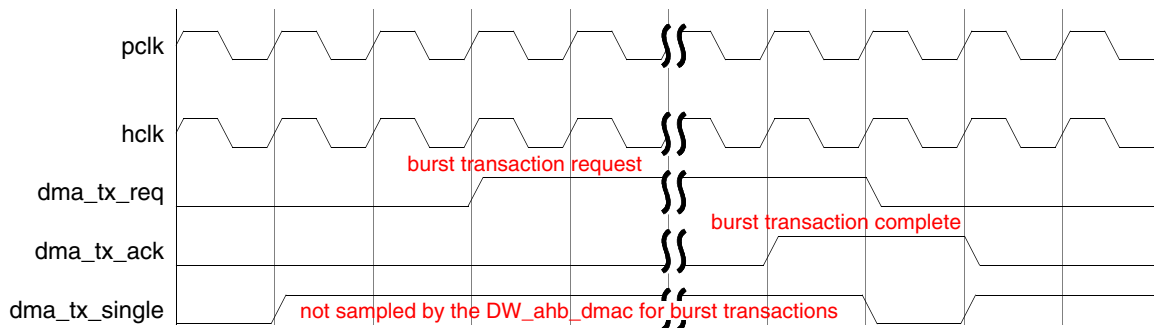 pclk
hclk
burst transaction request
dma_tx_req
burst transaction complete
dma_tx_ack
dma_tx_single
not sampled by the DW_ahb_dmac for burst transactions